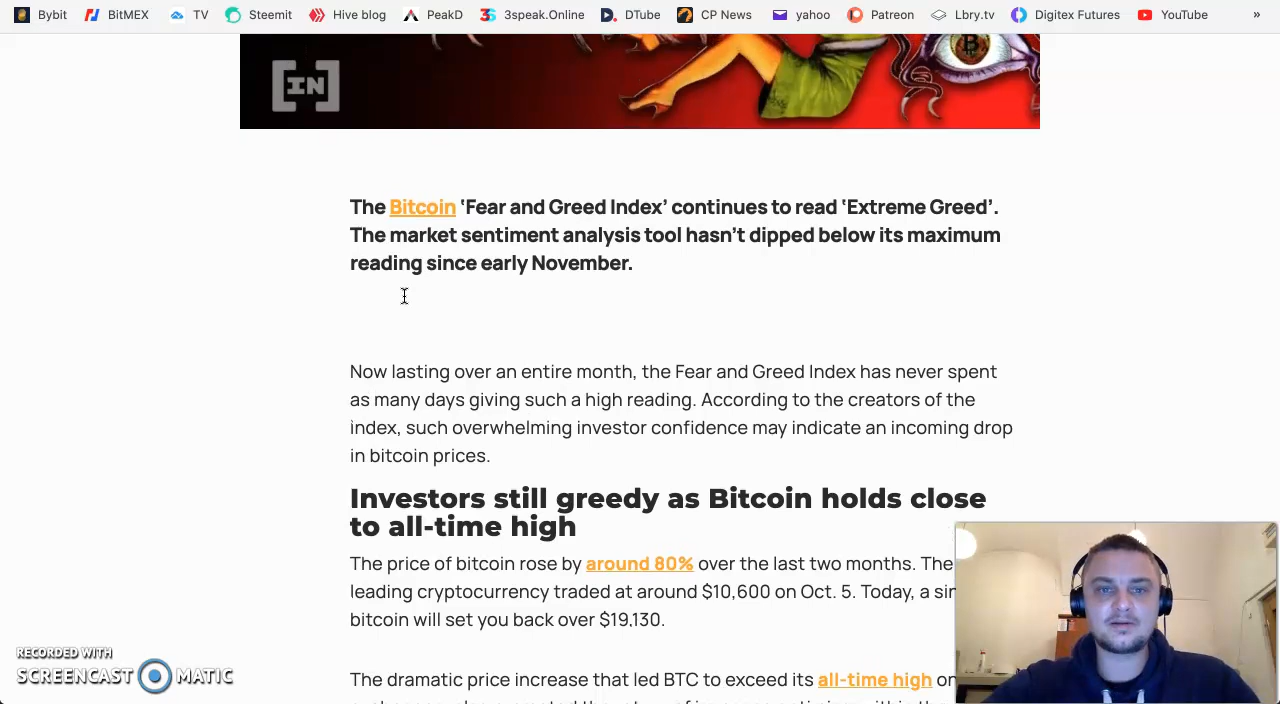 Bybit BitMEX TV Steemit Hive blog PeakD 3speak.Online DTube CP News yahoo Patreon Lbry.tv Digitex Futures YouTube »
[IN]
The Bitcoin ‘Fear and Greed Index’ continues to read ‘Extreme Greed’.
The market sentiment analysis tool hasn’t dipped below its maximum
reading since early November.
Now lasting over an entire month, the Fear and Greed Index has never spent
as many days giving such a high reading. According to the creators of the
index, such overwhelming investor confidence may indicate an incoming drop
in bitcoin prices.
Investors still greedy as Bitcoin holds close
to all-time high
The price of bitcoin rose by around 80% over the last two months. The
leading cryptocurrency traded at around $10,600 on Oct. 5. Today, a
bitcoin will set you back over $19,130.
The dramatic price increase that led BTC to exceed its all-time high on
RECORDED WITH
SCREENCAST MATIC